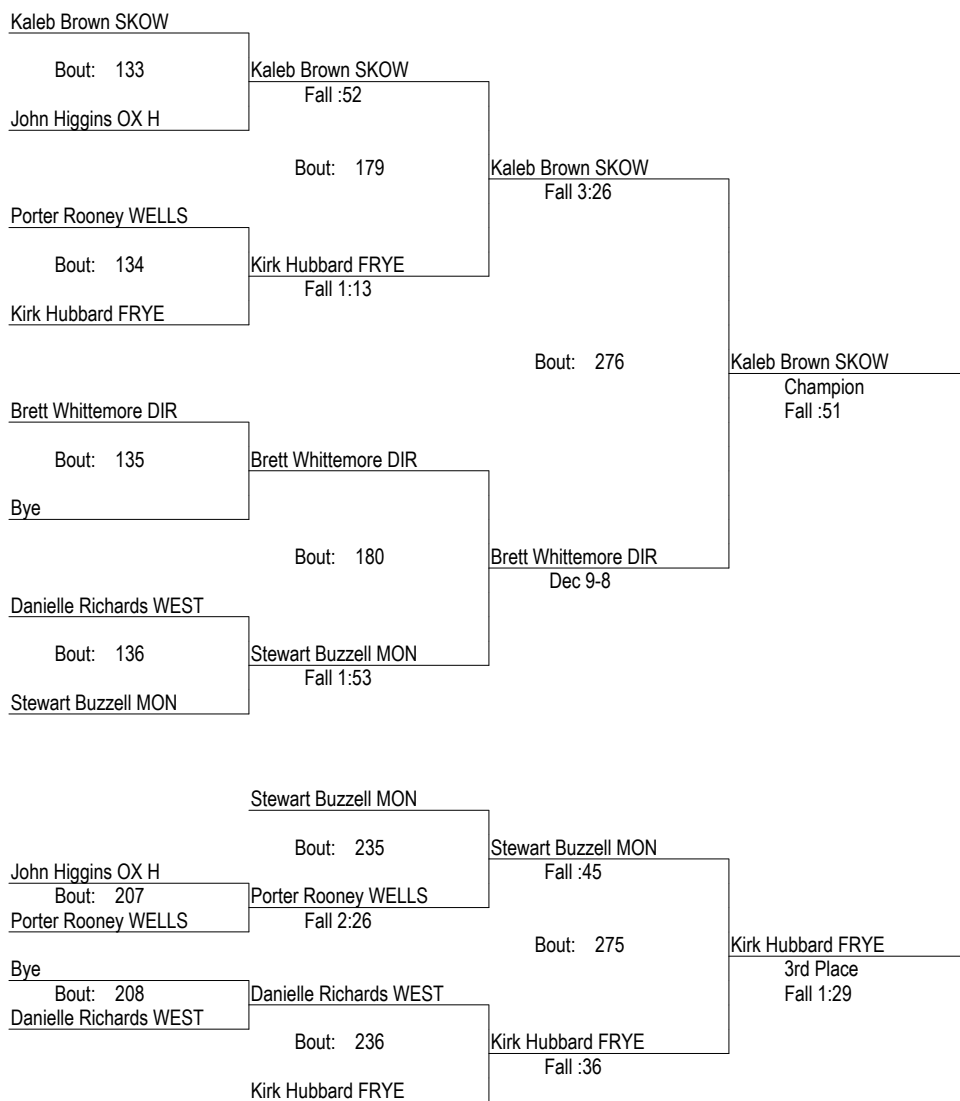 Kaleb Brown SKOW
Bout: 133
Kaleb Brown SKOW
Fall :52
John Higgins OX H
Bout: 179
Kaleb Brown SKOW
Fall 3:26
Porter Rooney WELLS
Bout: 134
Kirk Hubbard FRYE
Fall 1:13
Kirk Hubbard FRYE
Bout: 276
Kaleb Brown SKOW
Champion
Fall :51
Brett Whittemore DIR
Bout: 135
Brett Whittemore DIR
Bye
Bout: 180
Brett Whittemore DIR
Dec 9-8
Danielle Richards WEST
Bout: 136
Stewart Buzzell MON
Fall 1:53
Stewart Buzzell MON
Stewart Buzzell MON
Bout: 235
Stewart Buzzell MON
Fall :45
John Higgins OX H
Bout: 207
Porter Rooney WELLS
Fall 2:26
Porter Rooney WELLS
Bout: 275
Kirk Hubbard FRYE
3rd Place
Fall 1:29
Bye
Bout: 208
Danielle Richards WEST
Danielle Richards WEST
Bout: 236
Kirk Hubbard FRYE
Fall :36
Kirk Hubbard FRYE